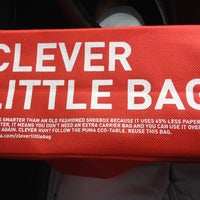 CLEVER
LITTLE BAG
SMARTER THAN AN OLD FASHIONED SHOEBOX BECAUSE IT USES 65% LESS PAPER
IT MEANS YOU DON'T NEED AN EXTRA CARRIER BAG AND YOU CAN USE IT OVER
AGAIN. CLEVER HUH? FOLLOW THE PUMA ECO-TABLE. REUSE THIS BAG.
.com/cleverlittlebag